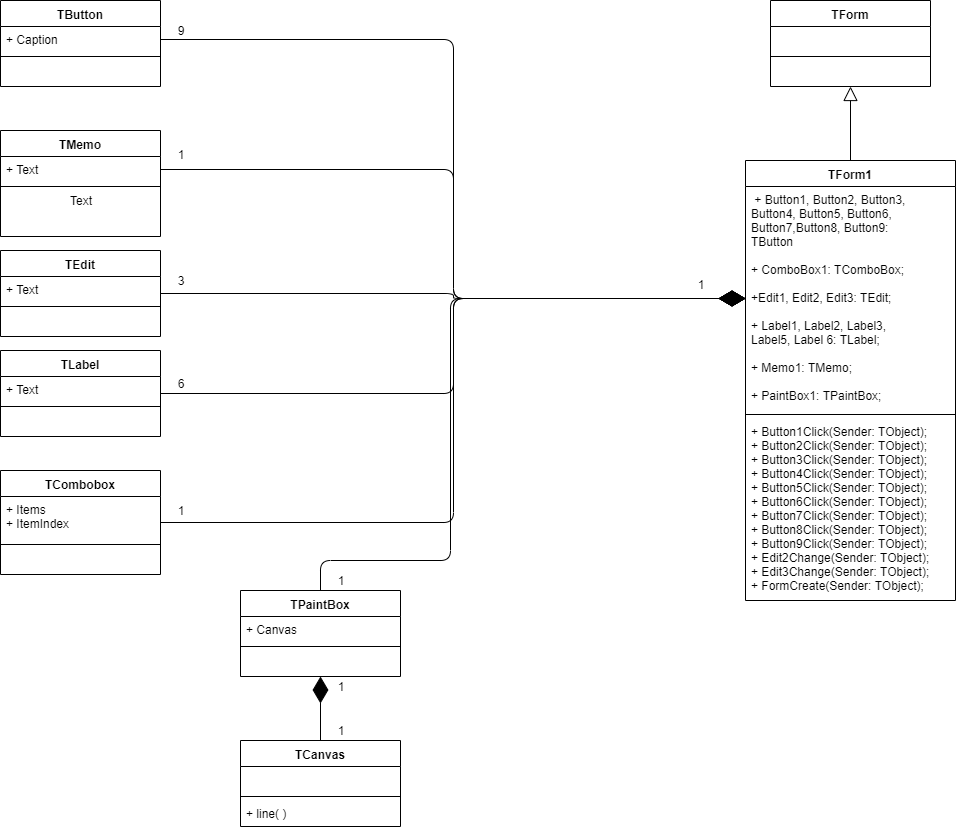 TButton
+ Caption
9
TMemo
+ Text
Text
1
TEdit
+ Text
3
TLabel
+ Text
6
TCombobox
+ Items
+ ItemIndex
1
1
TPaintBox
+ Canvas
1
1
TCanvas
+ line( )
TForm
TForm1
+ Button1, Button2, Button3,
Button4, Button5, Button6,
Button7,Button8, Button9:
TButton
+ ComboBox1: TComboBox;
+Edit1, Edit2, Edit3: TEdit;
+ Label1, Label2, Label3,
Label5, Label 6: TLabel;
+ Memo1: TMemo;
+ PaintBox1: TPaintBox;
+ Button1Click(Sender: TObject);
+ Button2Click(Sender: TObject);
+ Button3Click(Sender: TObject);
+ Button4Click(Sender: TObject);
+ Button5Click(Sender: TObject);
+ Button6Click(Sender: TObject);
+ Button7Click(Sender: TObject);
+ Button8Click(Sender: TObject);
+ Button9Click(Sender: TObject);
+ Edit2Change(Sender: TObject);
+ Edit3Change(Sender: TObject);
+ FormCreate(Sender: TObject);
1